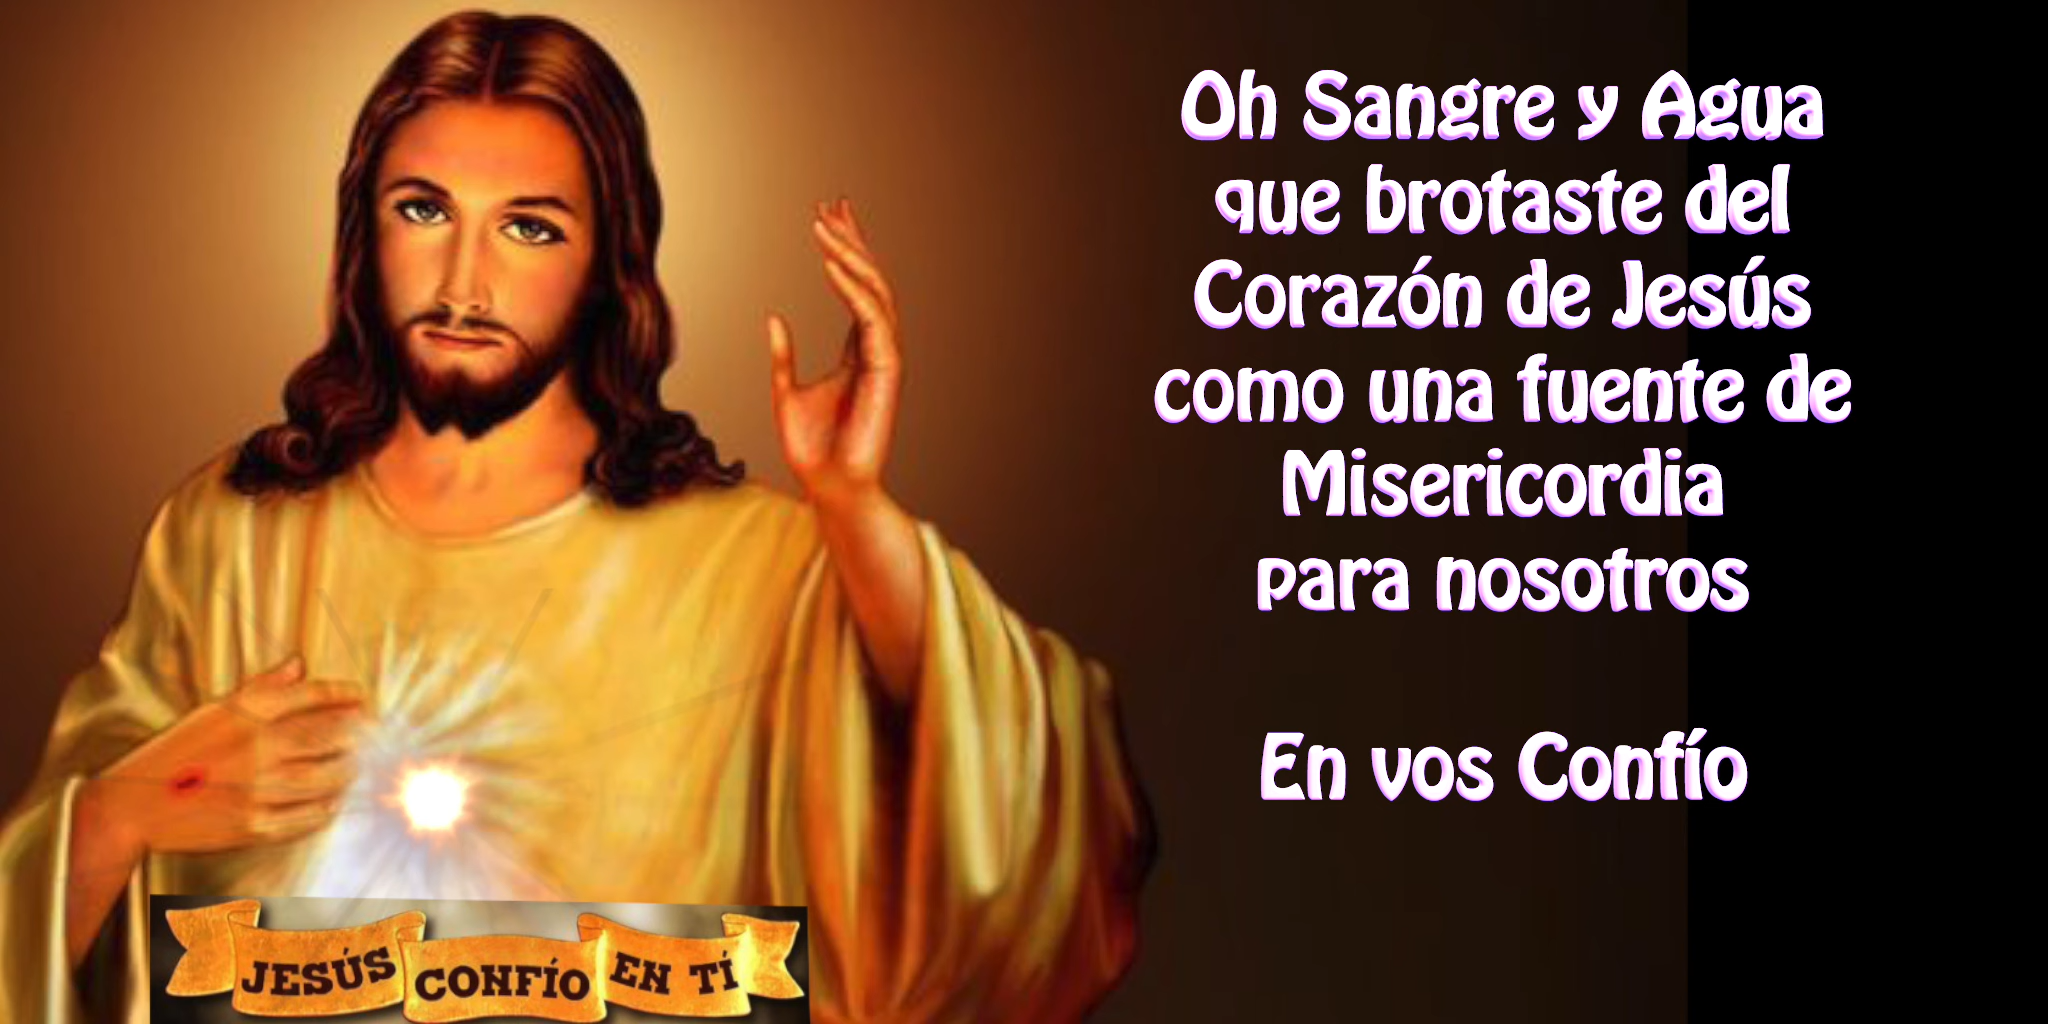 Oh Sangre y Agua
que brotaste del
Corazón de Jesús
como una fuente de
Misericordia
para nosotros
En vos Confío
JESÚS CONFÍO EN TÍ